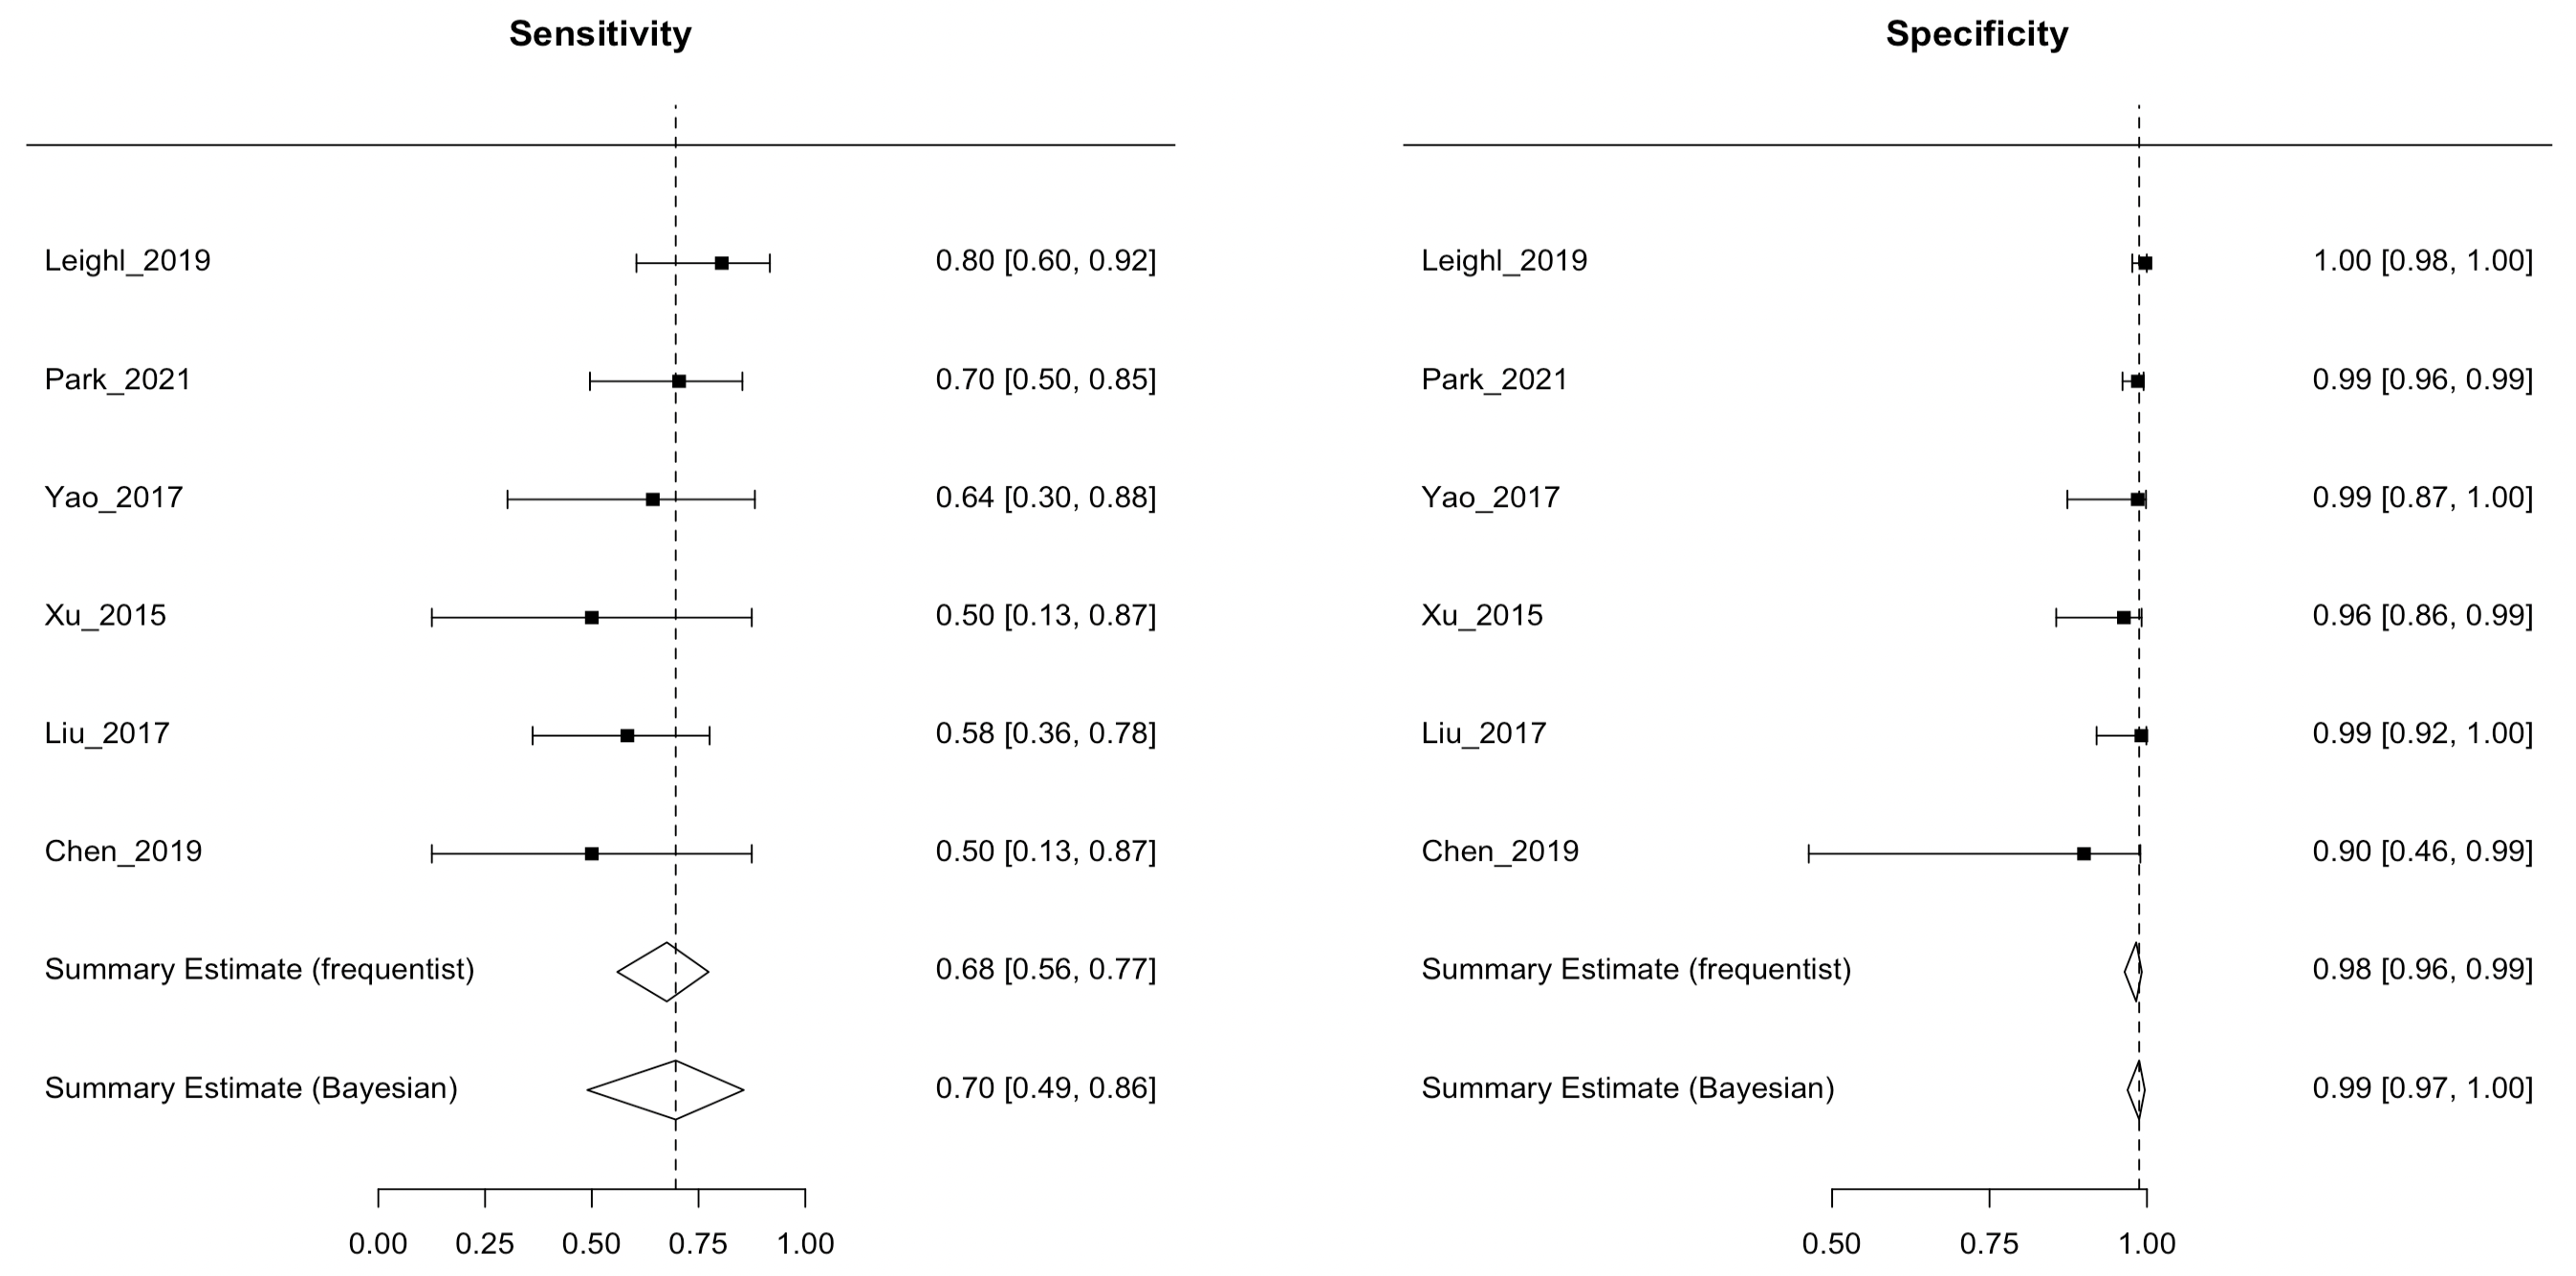 Sensitivity
Leighl_2019 0.80 [0.60, 0.92]
Park_2021 0.70 [0.50, 0.85]
Yao_2017 0.64 [0.30, 0.88]
Xu_2015 0.50 [0.13, 0.87]
Liu_2017 0.58 [0.36, 0.78]
Chen_2019 0.50 [0.13, 0.87]
Summary Estimate (frequentist) 0.68 [0.56, 0.77]
Summary Estimate (Bayesian) 0.70 [0.49, 0.86]
0.00 0.25 0.50 0.75 1.00
Specificity
Leighl_2019 1.00 [0.98, 1.00]
Park_2021 0.99 [0.96, 0.99]
Yao_2017 0.99 [0.87, 1.00]
Xu_2015 0.96 [0.86, 0.99]
Liu_2017 0.99 [0.92, 1.00]
Chen_2019 0.90 [0.46, 0.99]
Summary Estimate (frequentist) 0.98 [0.96, 0.99]
Summary Estimate (Bayesian) 0.99 [0.97, 1.00]
0.50 0.75 1.00